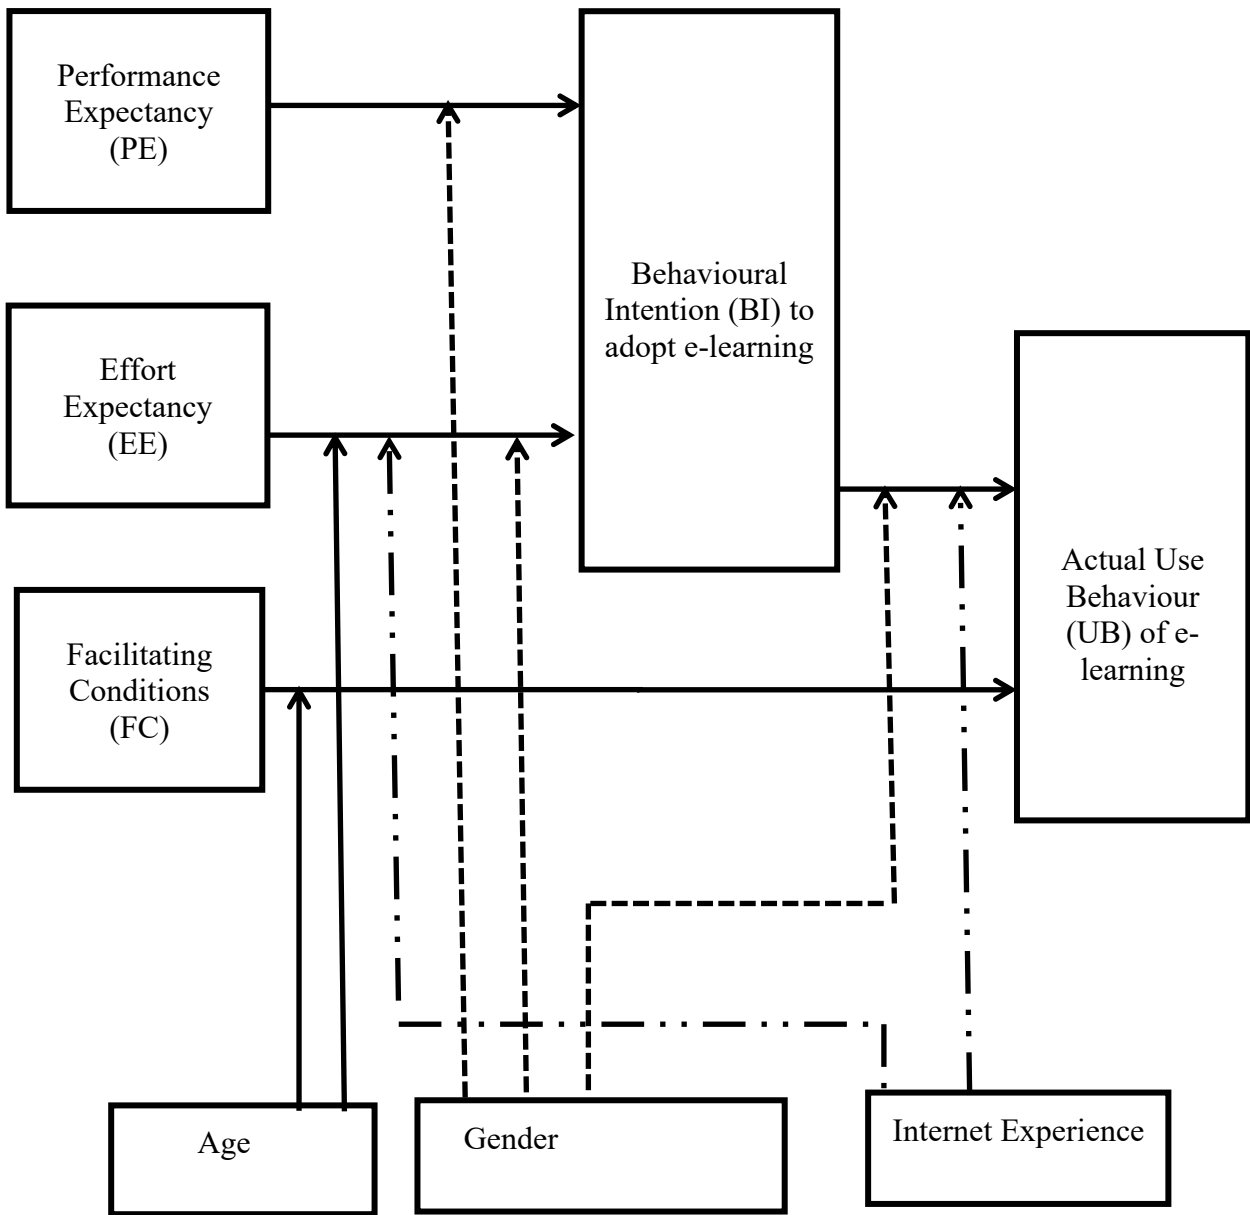 Performance
Expectancy
(PE)
Behavioural
Intention (BI) to
adopt e-learning
Effort
Expectancy
(EE)
Actual Use
Behaviour
(UB) of e-
learning
Facilitating
Conditions
(FC)
Age
Gender
Internet Experience